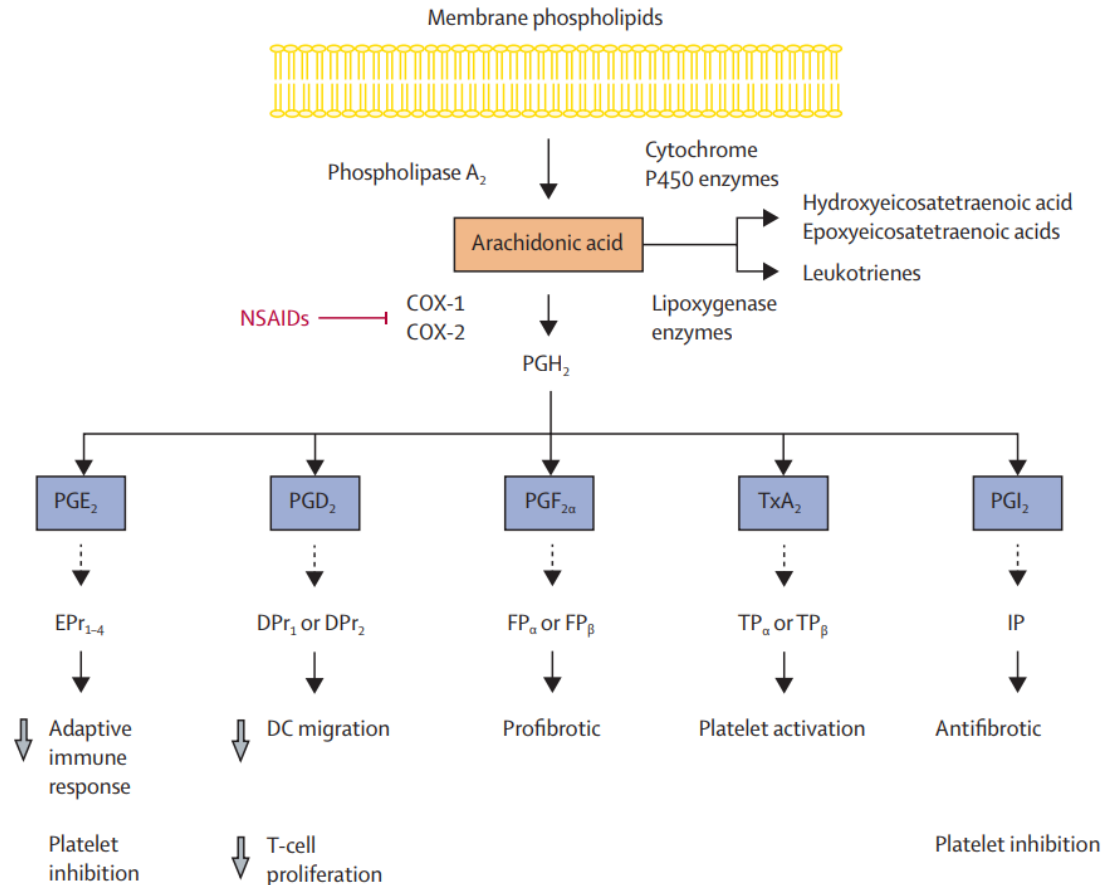 Membrane phospholipids
Phospholipase A₂
Cytochrome
P450 enzymes
Arachidonic acid
Hydroxyeicosatetraenoic acid
Epoxyeicosatetraenoic acids
Leukotrienes
NSAIDs
COX-1
COX-2
Lipoxygenase
enzymes
PGH₂
PGE₂
PGD₂
PGF₂α
TxA₂
PGI₂
EPr₁₋₄
DPr₁ or DPr₂
FPα or FPβ
TPα or TPβ
IP
Adaptive
immune
response
DC migration
Profibrotic
Platelet activation
Antifibrotic
Platelet
inhibition
T-cell
proliferation
Platelet inhibition